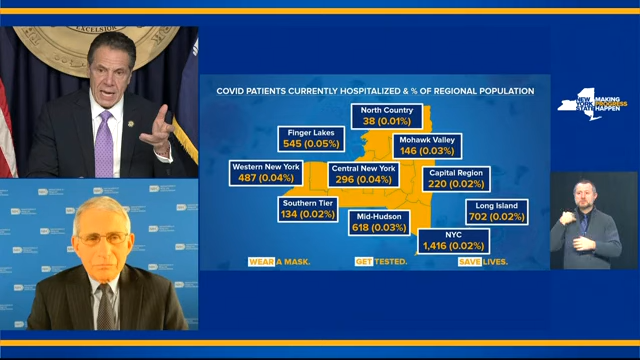 EXCELSIOR
COVID PATIENTS CURRENTLY HOSPITALIZED & % OF REGIONAL POPULATION
North Country
38 (0.01%)
Finger Lakes
545 (0.05%)
Mohawk Valley
146 (0.03%)
Western New York
487 (0.04%)
Central New York
296 (0.04%)
Capital Region
220 (0.02%)
Southern Tier
134 (0.02%)
Mid-Hudson
618 (0.03%)
Long Island
702 (0.02%)
NYC
1,416 (0.02%)
WEAR A MASK.
GET TESTED.
SAVE LIVES.
NEW YORK STATE
MAKING
PROGRESS
HAPPEN